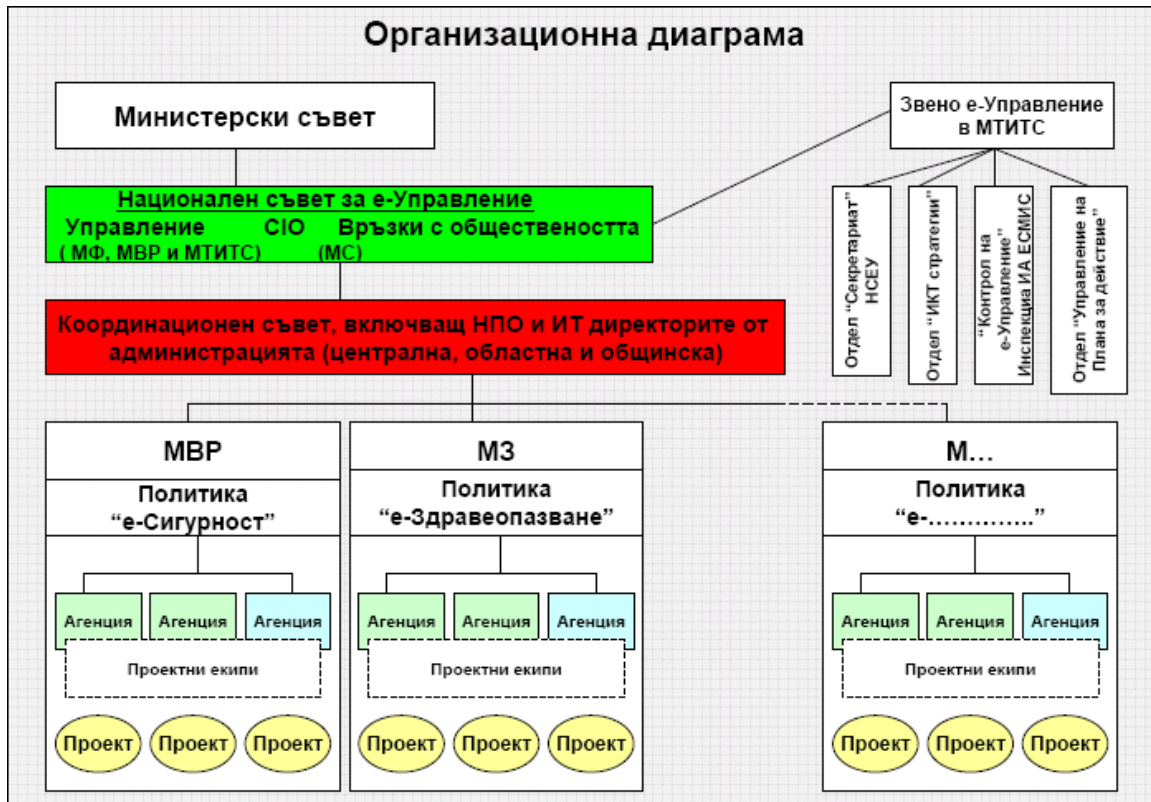 Организационна диаграма
Министерски съвет
Звено е-Управление
в МТИТС
Национален съвет за е-Управление
Управление CIO Връзки с обществеността
( МФ, МВР и МТИТС) (МС)
Отдел “Секретариат”
НСЕУ
Отдел “ИКТ стратегии”
“Контрол на
е-Управление”
Инспекция ИА ЕСМИС
Отдел “Управление на
Плана за действие”
Координационен съвет, включващ НПО и ИТ директорите от
администрацията (централна, областна и общинска)
МВР
Политика
“е-Сигурност”
Агенция Агенция Агенция
Проектни екипи
Проект Проект Проект
МЗ
Политика
“е-Здравеопазване”
Агенция Агенция Агенция
Проектни екипи
Проект Проект Проект
М...
Политика
“е-…………..”
Агенция Агенция Агенция
Проектни екипи
Проект Проект Проект